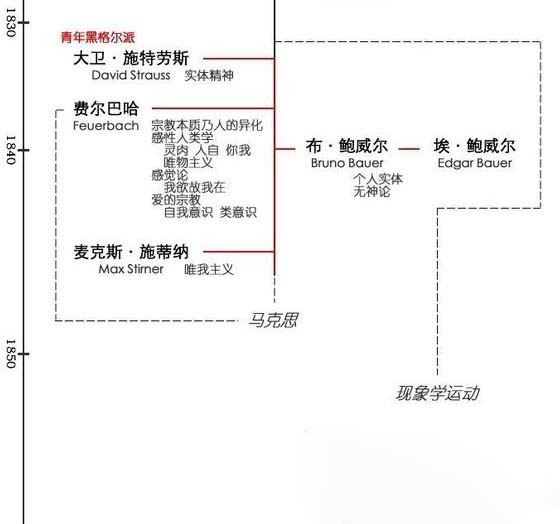 1830
青年黑格尔派
大卫·施特劳斯
David Strauss 实体精神
费尔巴哈
Feuerbach 宗教本质乃人的异化
感性人类学
灵肉 人自 你我
唯物主义
感觉论
我欲故我在
爱的宗教
自我意识 类意识
1840
布·鲍威尔 埃·鲍威尔
Bruno Bauer Edgar Bauer
个人实体
无神论
麦克斯·施蒂纳
Max Stirner 唯我主义
马克思
1850
现象学运动